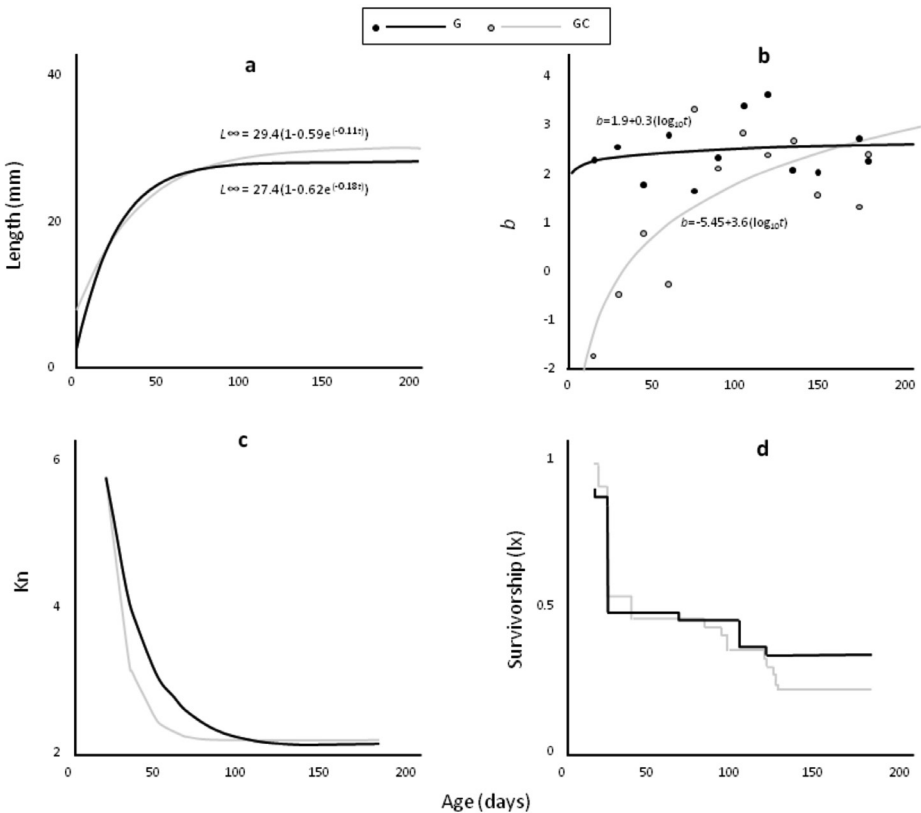 G GC
a
40
20
0
0 50 100 150 200
Length (mm)
L∞ = 29.4(1-0.59e(-0.11t))
L∞ = 27.4(1-0.62e(-0.18t))
b
4
3
2
1
0
-1
-2
0 50 100 150 200
b
b=1.9+0.3(log10t)
b=-5.45+3.6(log10t)
c
6
4
2
0 50 100 150 200
Kn
d
1
0.5
0
0 50 100 150 200
Survivorship (lx)
Age (days)